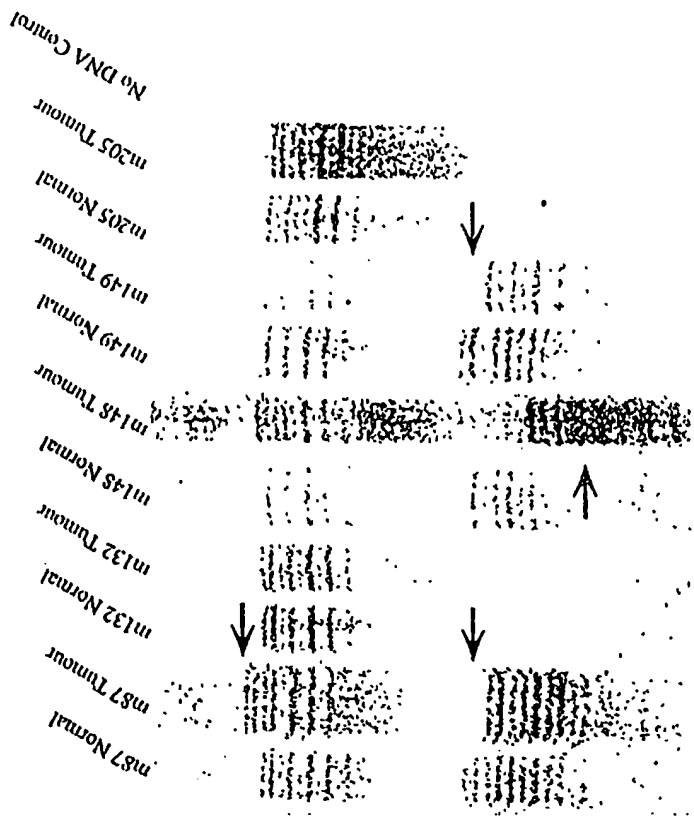 No DNA Control
m205 Tumour
m205 Normal
m149 Tumour
m149 Normal
m148 Tumour
m148 Normal
m132 Tumour
m132 Normal
m87 Tumour
m87 Normal